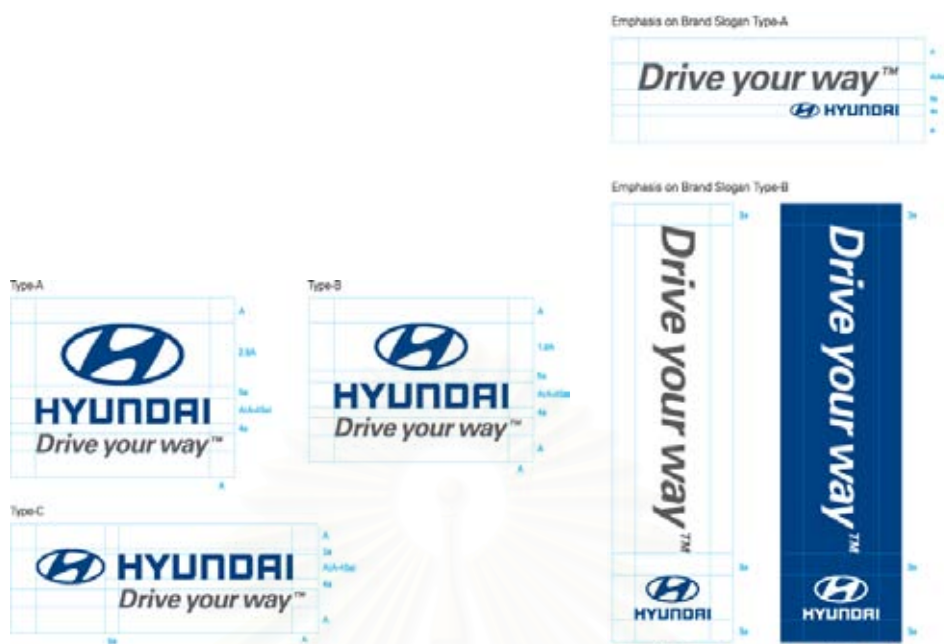 Emphasis on Brand Slogan Type-A
Drive your way™
HYUNDAI
Emphasis on Brand Slogan Type-B
Drive your way™
HYUNDAI
Drive your way™
HYUNDAI
Type-A
HYUNDAI
Drive your way™
A
A
Type-B
HYUNDAI
Drive your way™
A
A
A
Type-C
HYUNDAI
Drive your way™
A
A
A